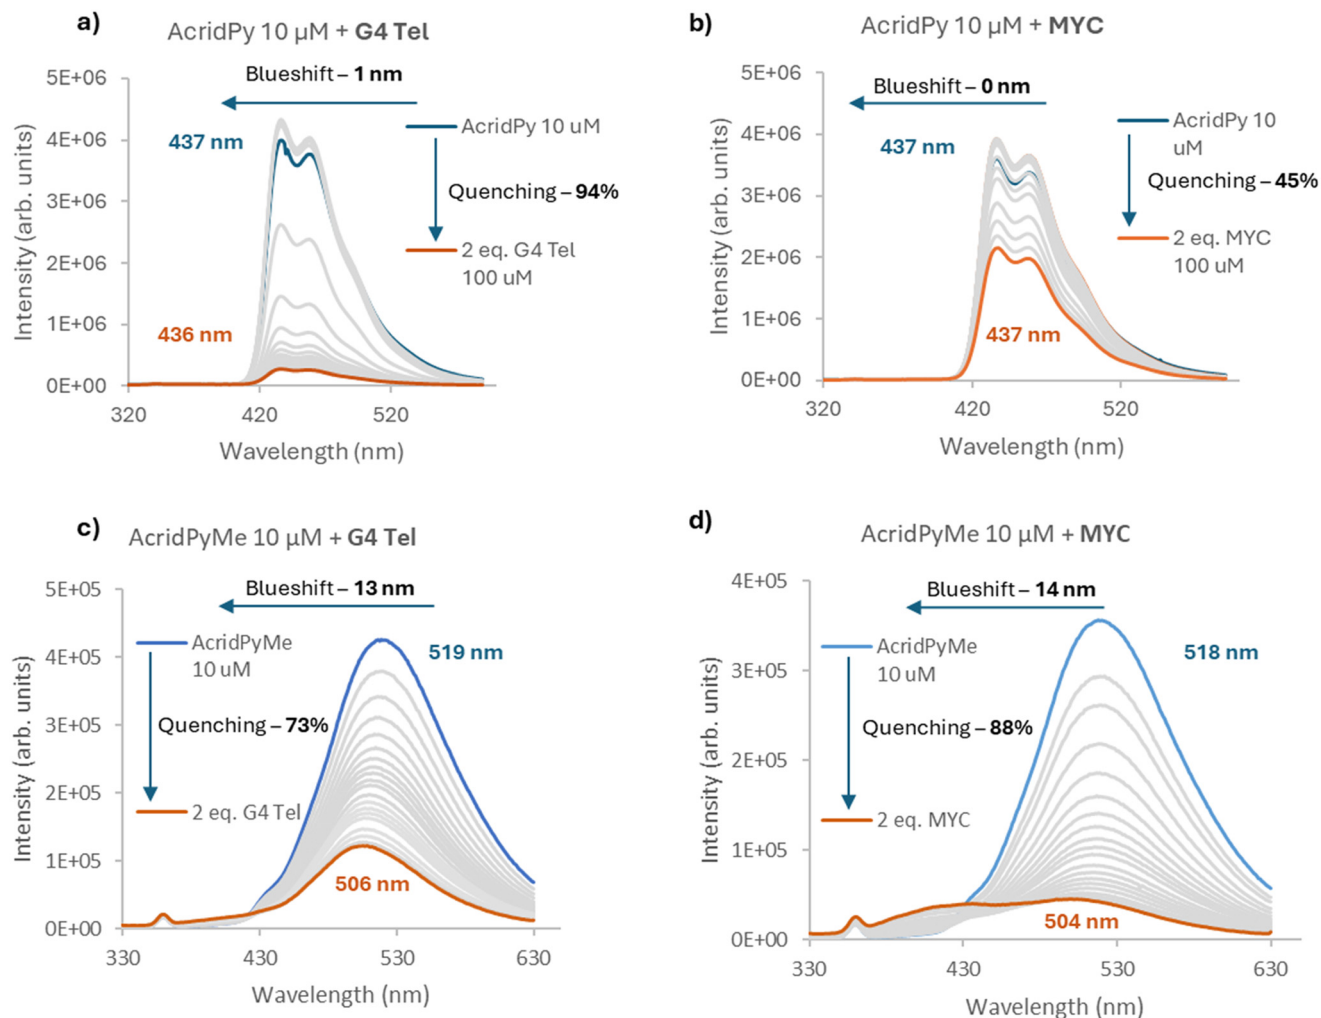 a)
AcridPy 10 µM + G4 Tel
Blueshift – 1 nm
5E+06
4E+06
3E+06
2E+06
1E+06
0E+00
Intensity (arb. units)
437 nm
AcridPy 10 uM
Quenching – 94%
2 eq. G4 Tel
100 uM
436 nm
320
420
520
Wavelength (nm)
b)
AcridPy 10 µM + MYC
Blueshift – 0 nm
5E+06
4E+06
3E+06
2E+06
1E+06
0E+00
Intensity (arb. units)
437 nm
AcridPy 10
uM
Quenching – 45%
2 eq. MYC
100 uM
437 nm
320
420
520
Wavelength (nm)
c)
AcridPyMe 10 µM + G4 Tel
Blueshift – 13 nm
5E+05
4E+05
3E+05
2E+05
1E+05
0E+00
Intensity (arb. units)
AcridPyMe
10 uM
519 nm
Quenching – 73%
2 eq. G4 Tel
506 nm
330
430
530
630
Wavelength (nm)
d)
AcridPyMe 10 µM + MYC
Blueshift – 14 nm
4E+05
3E+05
2E+05
1E+05
0E+00
Intensity (arb. units)
AcridPyMe
10 uM
518 nm
Quenching – 88%
2 eq. MYC
504 nm
330
430
530
630
Wavelength (nm)